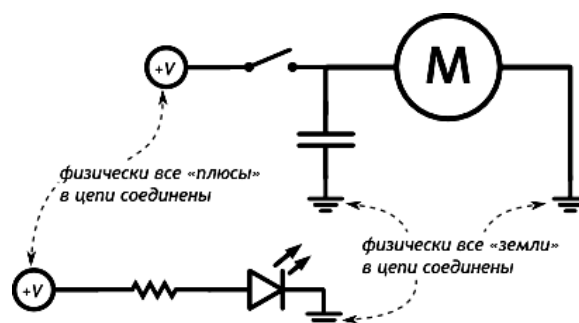 +V
M
физически все «плюсы»
в цепи соединены
физически все «земли»
в цепи соединены
+V